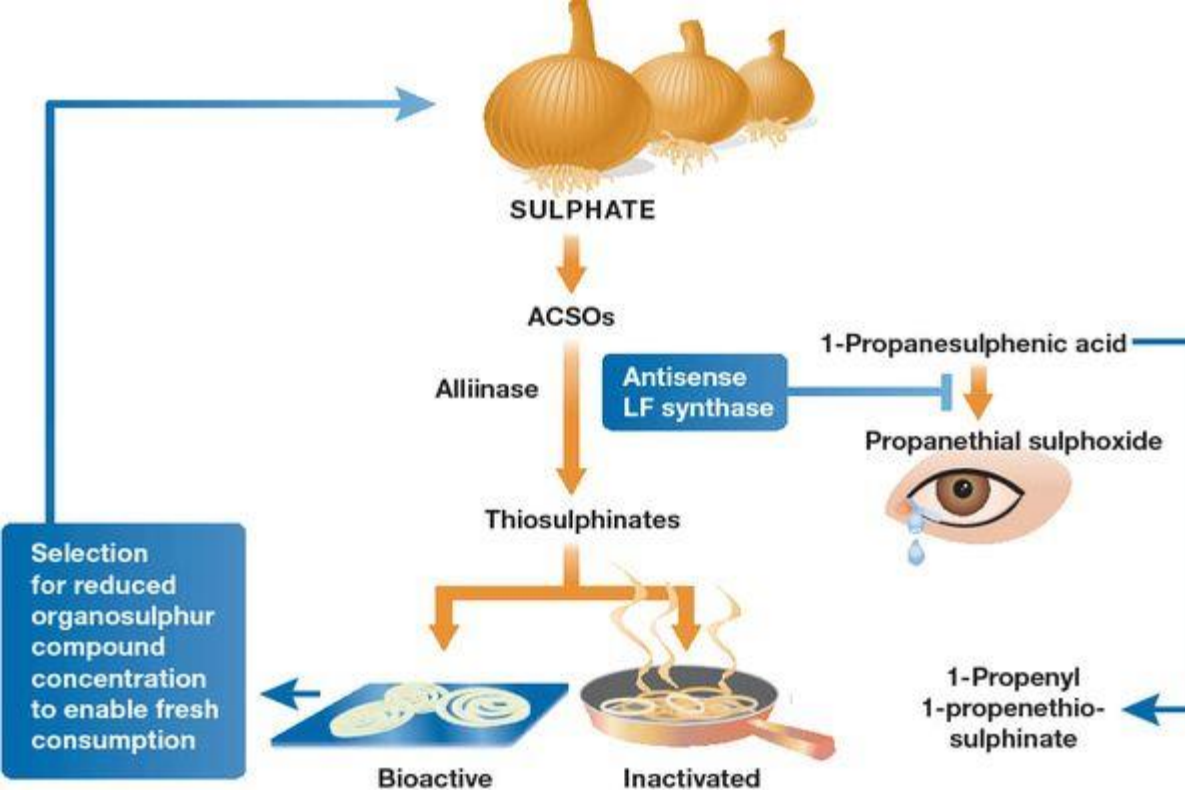 SULPHATE
ACSOs
1-Propanesulphenic acid
Alliinase
Antisense
LF synthase
Propanethial sulphoxide
Thiosulphinates
Selection
for reduced
organosulphur
compound
concentration
to enable fresh
consumption
1-Propenyl
1-propenethio-
sulphinate
Bioactive
Inactivated